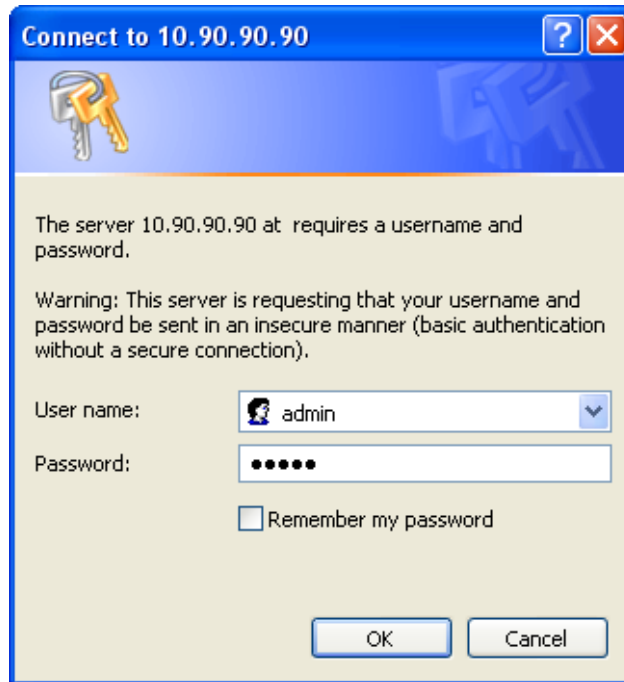 Connect to 10.90.90.90
The server 10.90.90.90 at requires a username and
password.
Warning: This server is requesting that your username and
password be sent in an insecure manner (basic authentication
without a secure connection).
User name:
admin
Password:
•••••
Remember my password
OK
Cancel